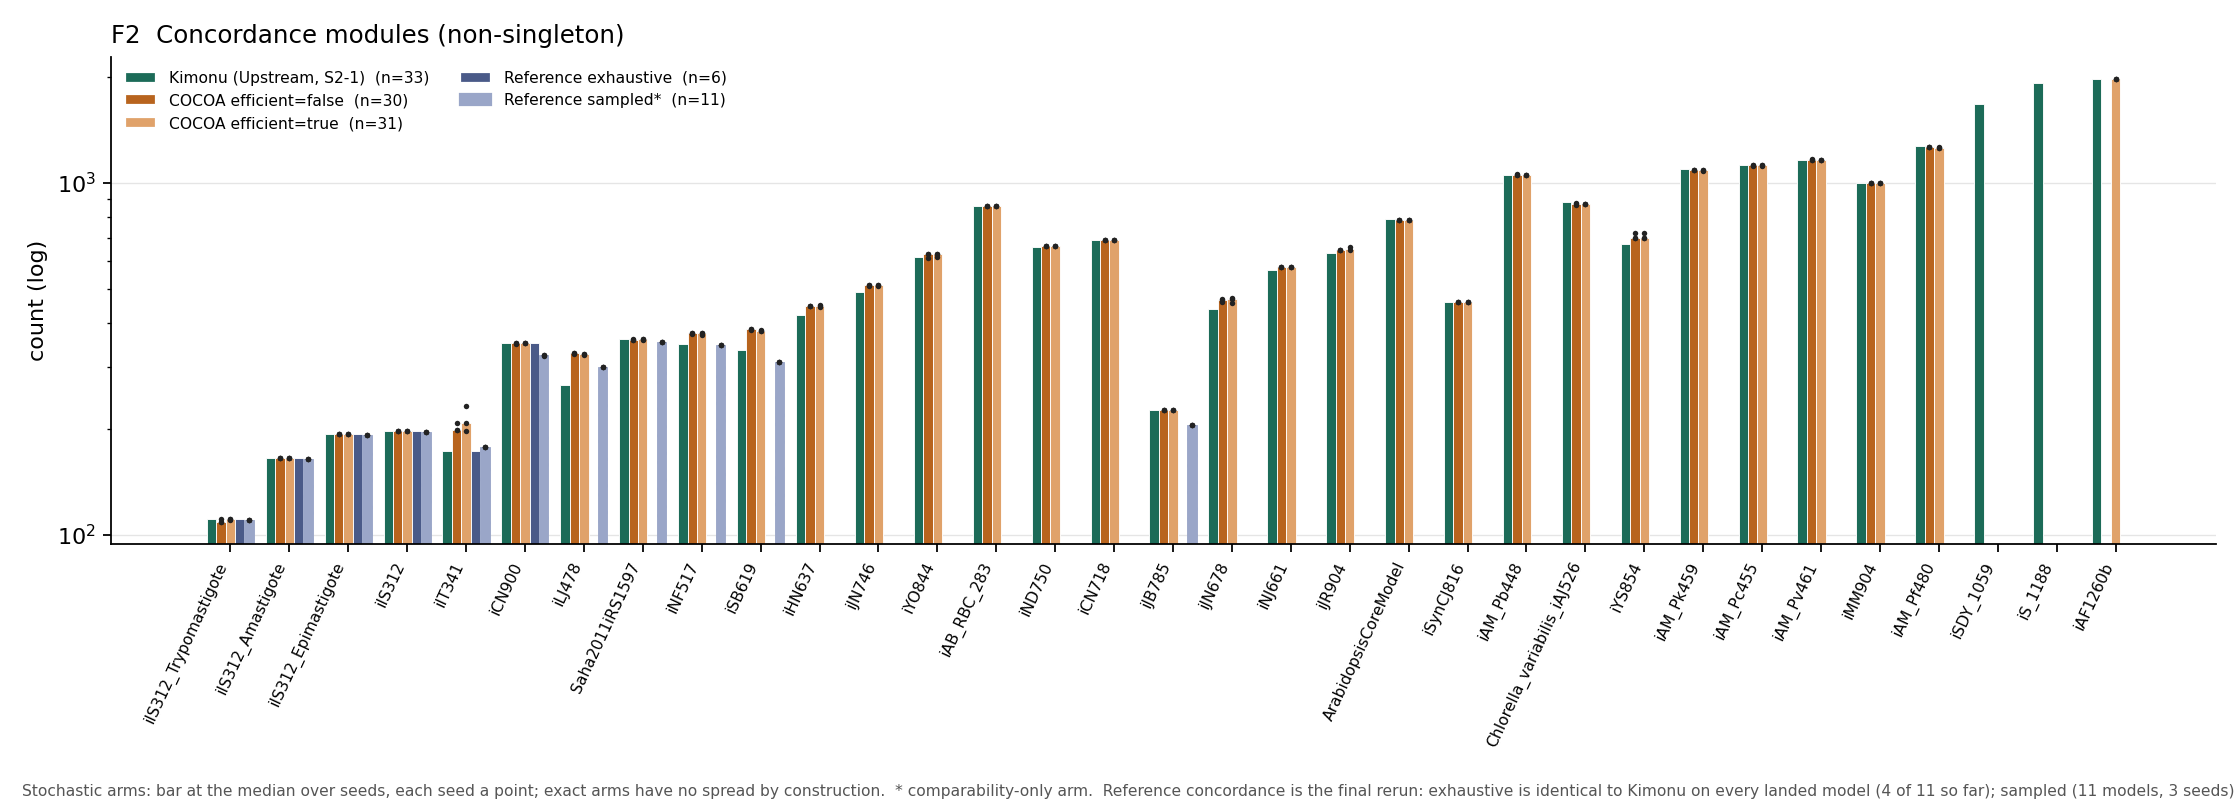 F2  Concordance modules (non-singleton)
Kimonu (Upstream, S2-1)  (n=33)
COCOA efficient=false  (n=30)
COCOA efficient=true  (n=31)
Reference exhaustive  (n=6)
Reference sampled*  (n=11)
count (log)
10³
10²
iIS312_Trypomastigote
iIS312_Amastigote
iIS312_Epimastigote
iIS312
iIT341
iCN900
iLJ478
Saha2011iRS1597
iNF517
iSB619
iHN637
iJN746
iYO844
iAB_RBC_283
iND750
iCN718
iJB785
iJN678
iNJ661
iJR904
ArabidopsisCoreModel
iSynCJ816
iAM_Pb448
Chlorella_variabilis_iAJ526
iYS854
iAM_Pk459
iAM_Pc455
iAM_Pv461
iMM904
iAM_Pf480
iSDY_1059
iS_1188
iAF1260b
Stochastic arms: bar at the median over seeds, each seed a point; exact arms have no spread by construction.  * comparability-only arm.  Reference concordance is the final rerun: exhaustive is identical to Kimonu on every landed model (4 of 11 so far); sampled (11 models, 3 seeds)